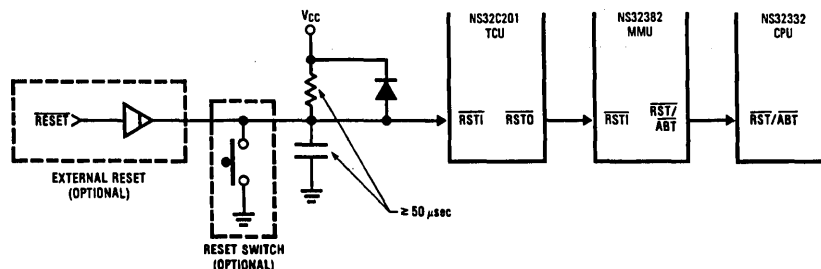 VCC
NS32C201
TCU
NS32382
MMU
NS32332
CPU
RESET
RSTI
RSTO
RSTI
RST/
ABT
RST/ABT
EXTERNAL RESET
(OPTIONAL)
≥ 50 μsec
RESET SWITCH
(OPTIONAL)